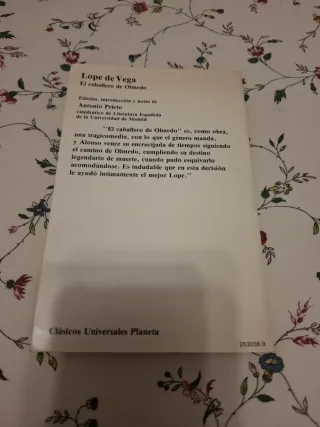 Lope de Vega
El caballero de Olmedo
Edición, introducción y notas de
Antonio Prieto
catedrático de Literatura Española
de la Universidad de Madrid
"El caballero de Olmedo" es, como obra,
una tragicomedia, con lo que el genero manda,
y Alonso vence su encrucijada de tiempos siguiendo
el camino de Olmedo, cumpliendo su destino
legendario de muerte, cuando pudo esquivarlo
acomodándose. Es indudable que en esta decisión
le ayudó íntimamente el mejor Lope."
Clásicos Universales Planeta
253038 9